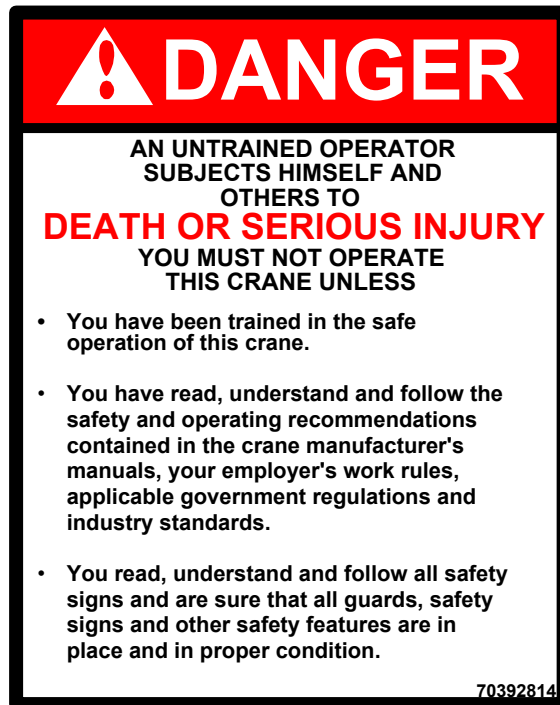 DANGER
AN UNTRAINED OPERATOR
SUBJECTS HIMSELF AND
OTHERS TO
DEATH OR SERIOUS INJURY
YOU MUST NOT OPERATE
THIS CRANE UNLESS
• You have been trained in the safe
operation of this crane.
• You have read, understand and follow the
safety and operating recommendations
contained in the crane manufacturer's
manuals, your employer's work rules,
applicable government regulations and
industry standards.
• You read, understand and follow all safety
signs and are sure that all guards, safety
signs and other safety features are in
place and in proper condition.
70392814